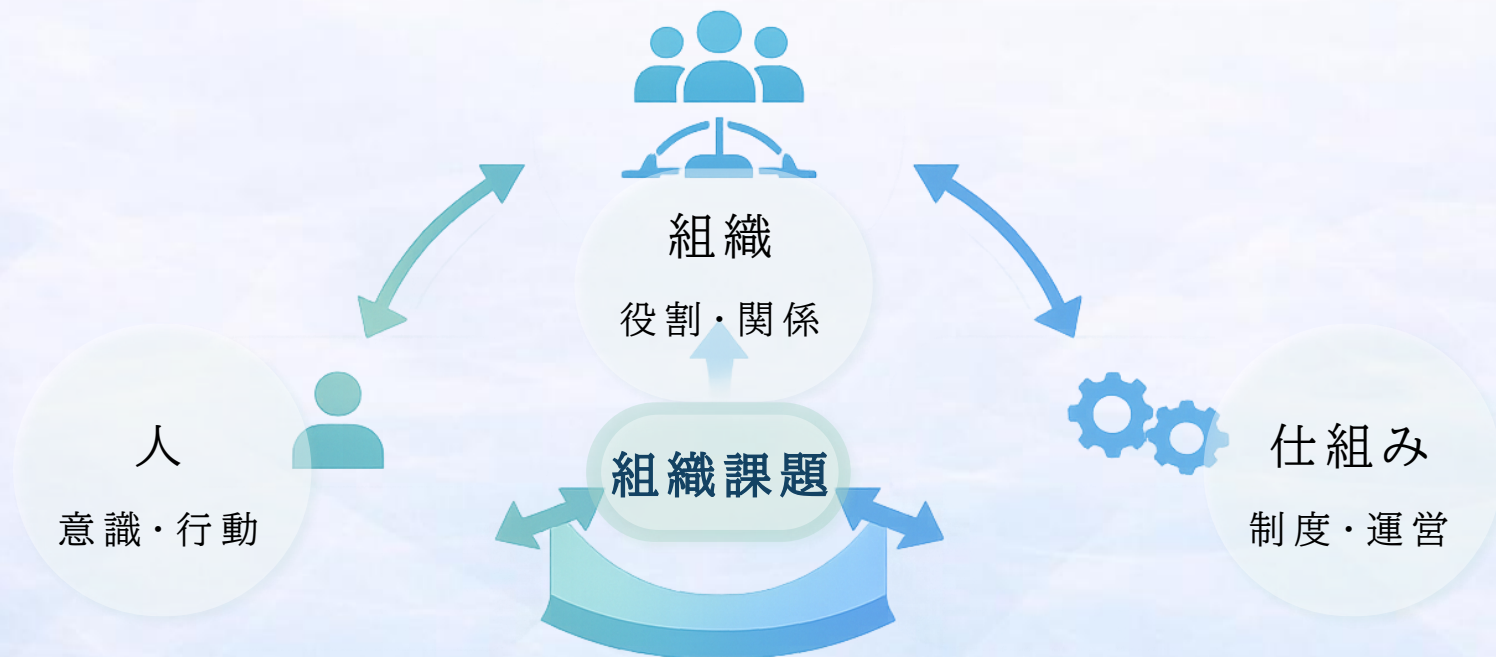 組織
役割・関係
人
意識・行動
組織課題
仕組み
制度・運営